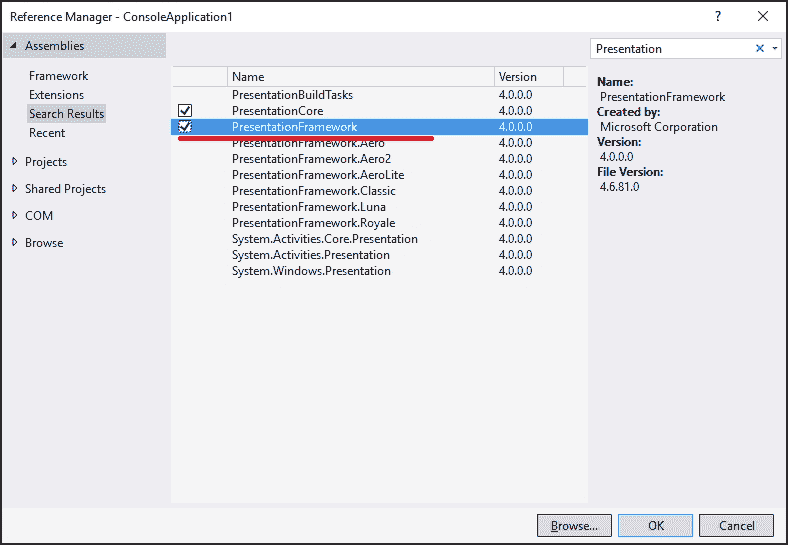 Reference Manager - ConsoleApplication1
?
Assemblies
Framework
Extensions
Search Results
Recent
Projects
Shared Projects
COM
Browse
Name Version
PresentationBuildTasks 4.0.0.0
PresentationCore 4.0.0.0
PresentationFramework 4.0.0.0
PresentationFramework.Aero 4.0.0.0
PresentationFramework.Aero2 4.0.0.0
PresentationFramework.AeroLite 4.0.0.0
PresentationFramework.Classic 4.0.0.0
PresentationFramework.Luna 4.0.0.0
PresentationFramework.Royale 4.0.0.0
System.Activities.Core.Presentation 4.0.0.0
System.Activities.Presentation 4.0.0.0
System.Windows.Presentation 4.0.0.0
Presentation
Name:
PresentationFramework
Created by:
Microsoft Corporation
Version:
4.0.0.0
File Version:
4.6.81.0
Browse... OK Cancel